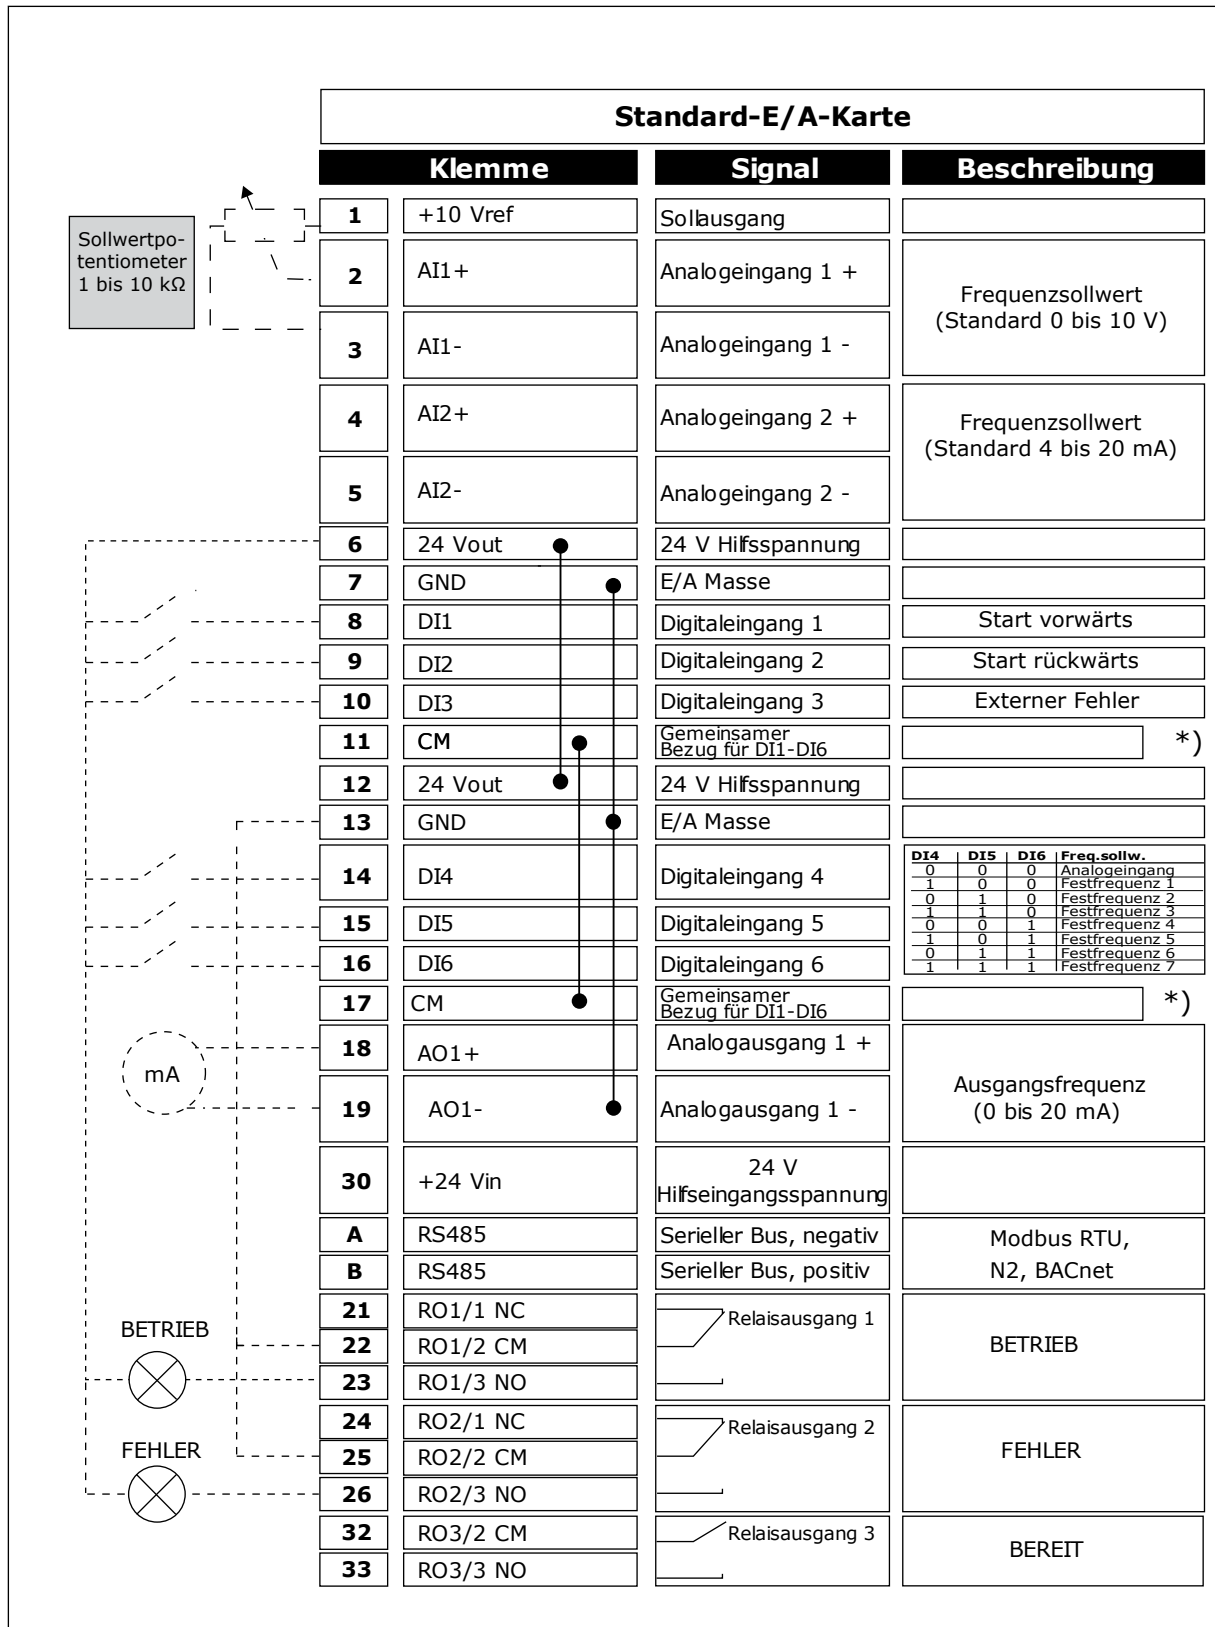 Standard-E/A-Karte
Klemme Signal Beschreibung
Sollwertpo-
tentiometer
1 bis 10 kΩ
1 +10 Vref Sollausgang
2 AI1+ Analogeingang 1 +
Frequenzsollwert
(Standard 0 bis 10 V)
3 AI1- Analogeingang 1 -
4 AI2+ Analogeingang 2 +
Frequenzsollwert
(Standard 4 bis 20 mA)
5 AI2- Analogeingang 2 -
6 24 Vout 24 V Hilfsspannung
7 GND E/A Masse
8 DI1 Digitaleingang 1 Start vorwärts
9 DI2 Digitaleingang 2 Start rückwärts
10 DI3 Digitaleingang 3 Externer Fehler
11 CM Gemeinsamer
Bezug für DI1-DI6 *)
12 24 Vout 24 V Hilfsspannung
13 GND E/A Masse
14 DI4 Digitaleingang 4
15 DI5 Digitaleingang 5
16 DI6 Digitaleingang 6
DI4 DI5 DI6 Freq.sollw.
0 0 0 Analogeingang
1 0 0 Festfrequenz 1
0 1 0 Festfrequenz 2
1 1 0 Festfrequenz 3
0 0 1 Festfrequenz 4
1 0 1 Festfrequenz 5
0 1 1 Festfrequenz 6
1 1 1 Festfrequenz 7
17 CM Gemeinsamer
Bezug für DI1-DI6 *)
mA
18 AO1+ Analogausgang 1 +
Ausgangsfrequenz
(0 bis 20 mA)
19 AO1- Analogausgang 1 -
30 +24 Vin 24 V
Hilfseingangsspannung
A RS485 Serieller Bus, negativ Modbus RTU,
B RS485 Serieller Bus, positiv N2, BACnet
21 RO1/1 NC Relaisausgang 1
BETRIEB
22 RO1/2 CM BETRIEB
23 RO1/3 NO
24 RO2/1 NC Relaisausgang 2
FEHLER
25 RO2/2 CM FEHLER
26 RO2/3 NO
32 RO3/2 CM Relaisausgang 3
BEREIT
33 RO3/3 NO